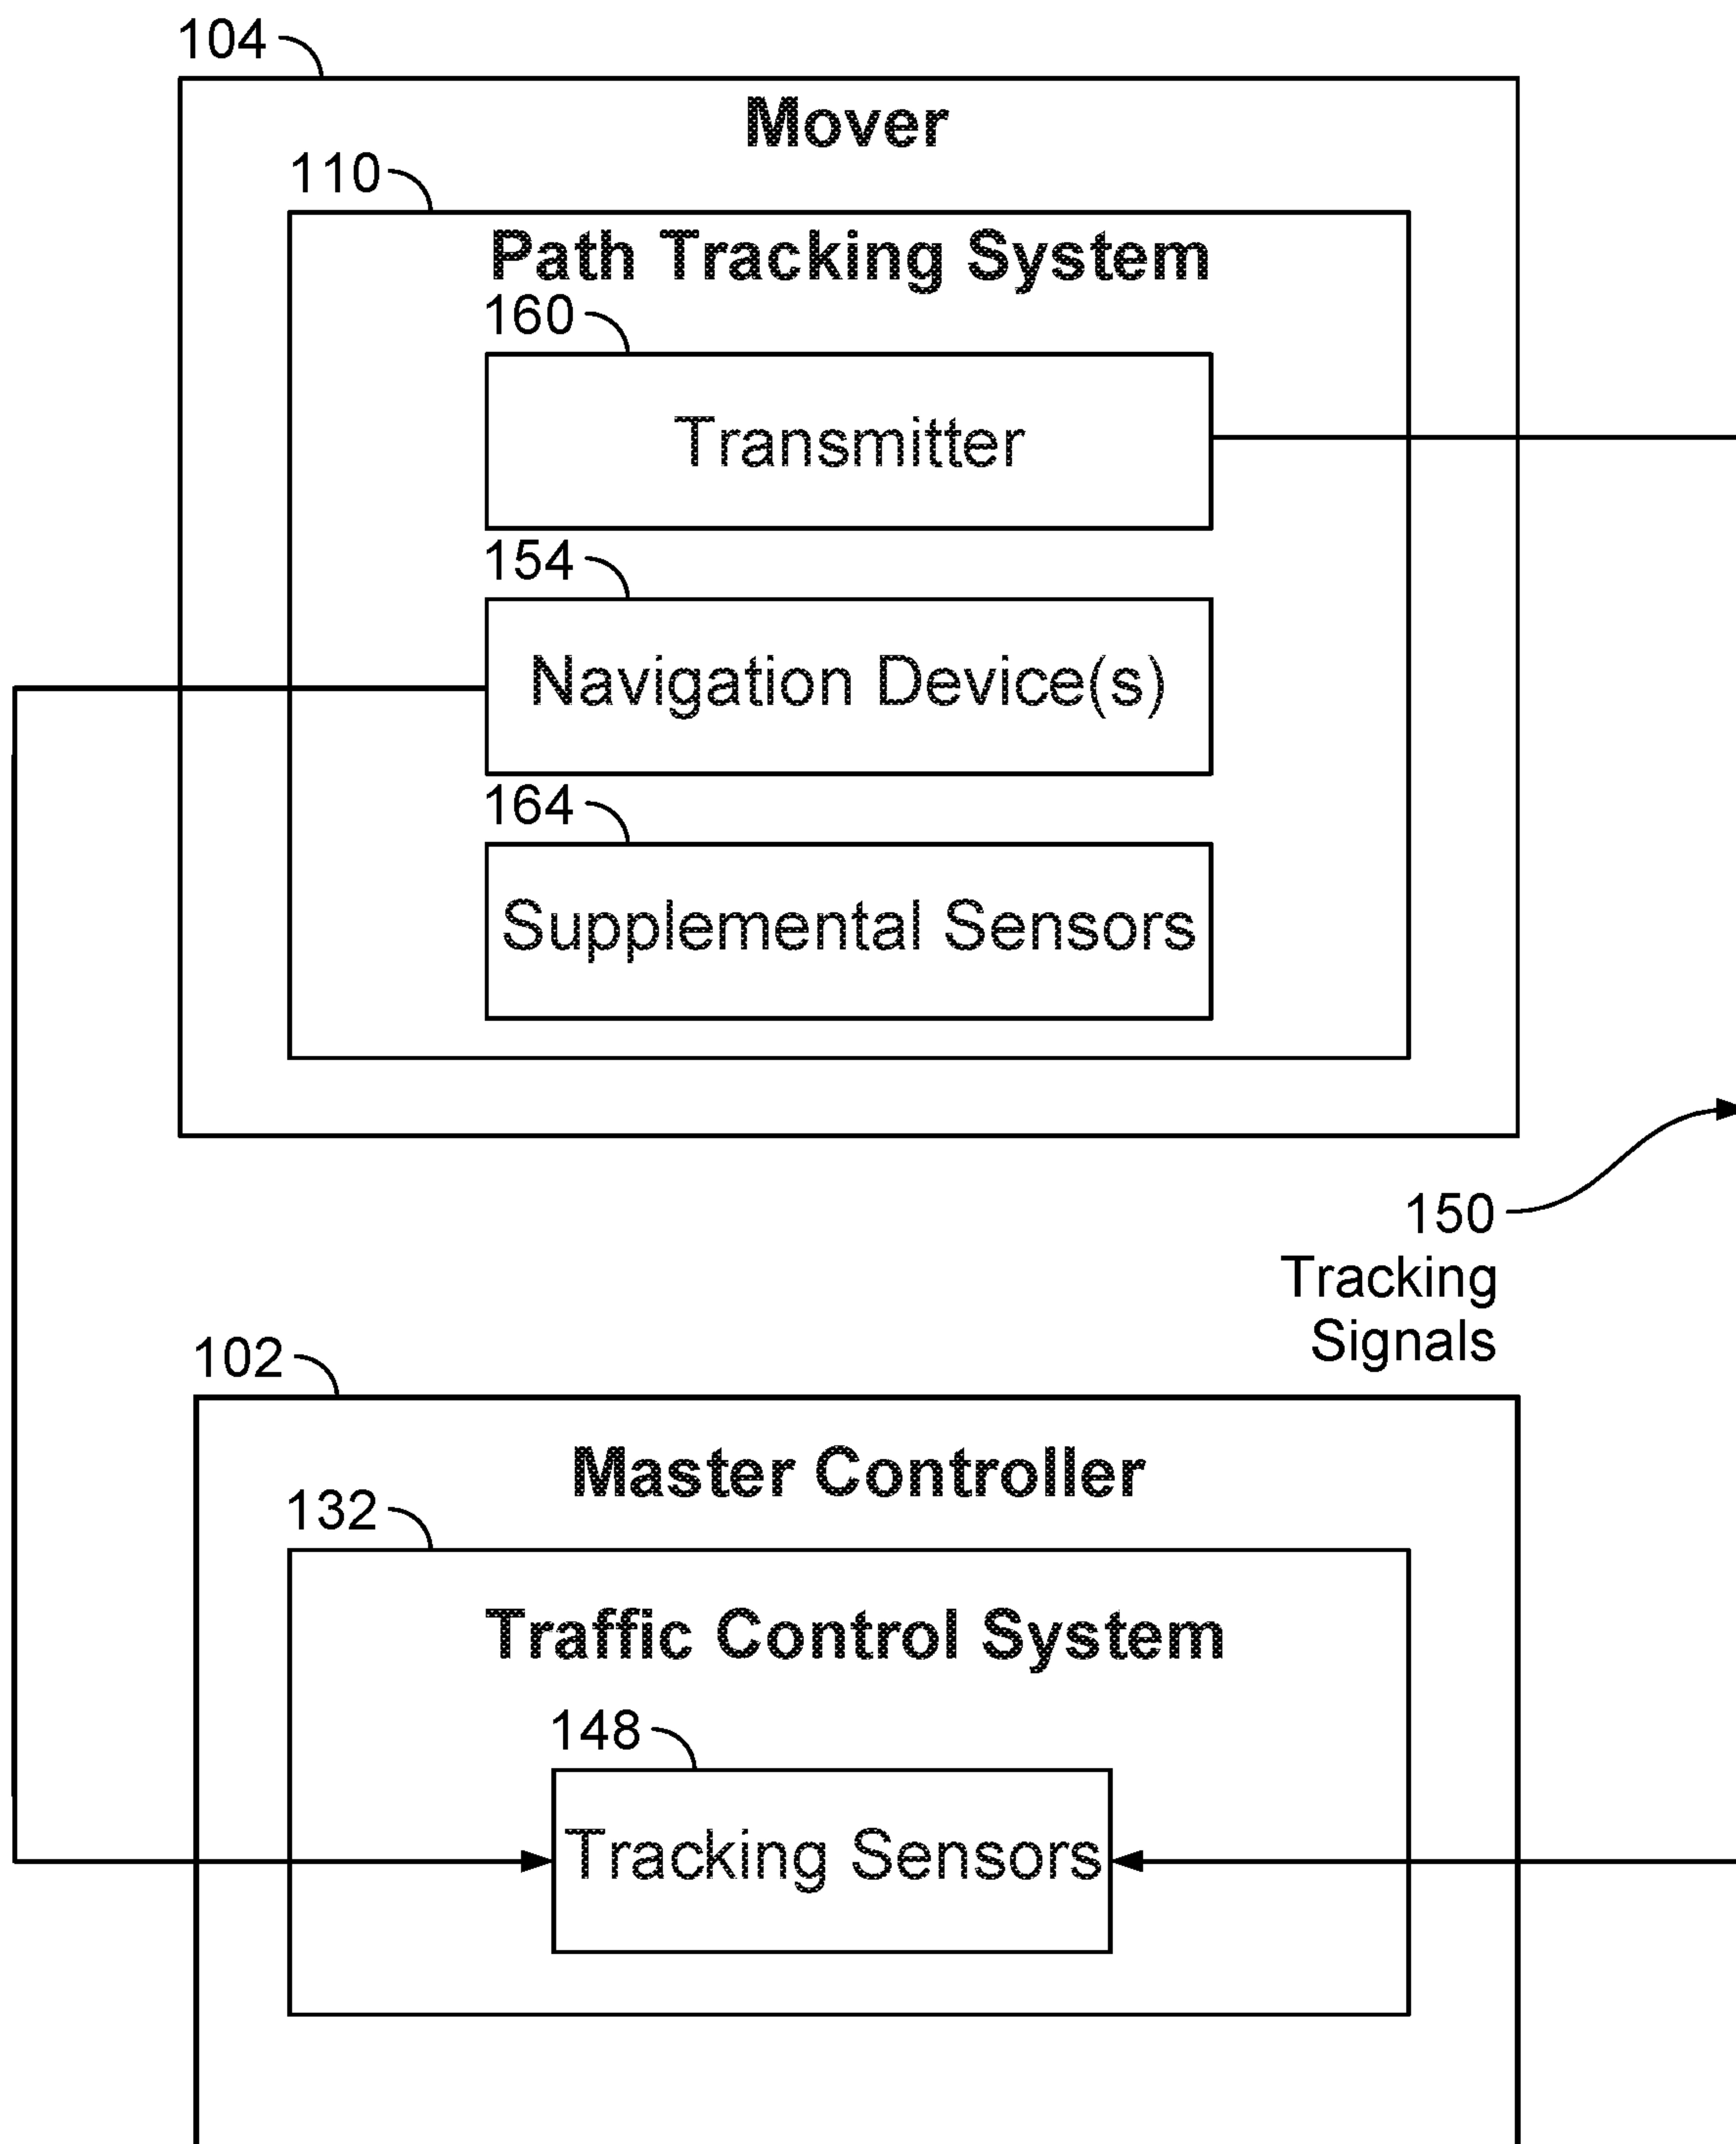 104
Mover
110
Path Tracking System
160
Transmitter
154
Navigation Device(s)
164
Supplemental Sensors
150
Tracking
Signals
102
Master Controller
132
Traffic Control System
148
Tracking Sensors